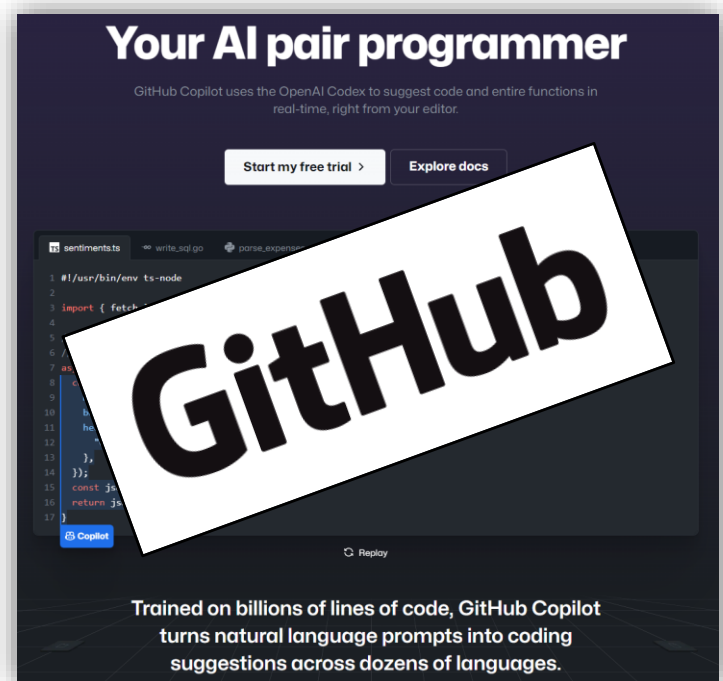 Your AI pair programmer
GitHub Copilot uses the OpenAI Codex to suggest code and entire functions in
real-time, right from your editor.
Start my free trial >
Explore docs
sentiments.ts
write_sql.go
parse_expenses
1 #!/usr/bin/env ts-node
2
3 import { fetch
4
5
6
7
8
9
10
11
12 "
13 },
14 });
15 const
16 return
17 }
GitHub
Copilot
Replay
Trained on billions of lines of code, GitHub Copilot
turns natural language prompts into coding
suggestions across dozens of languages.